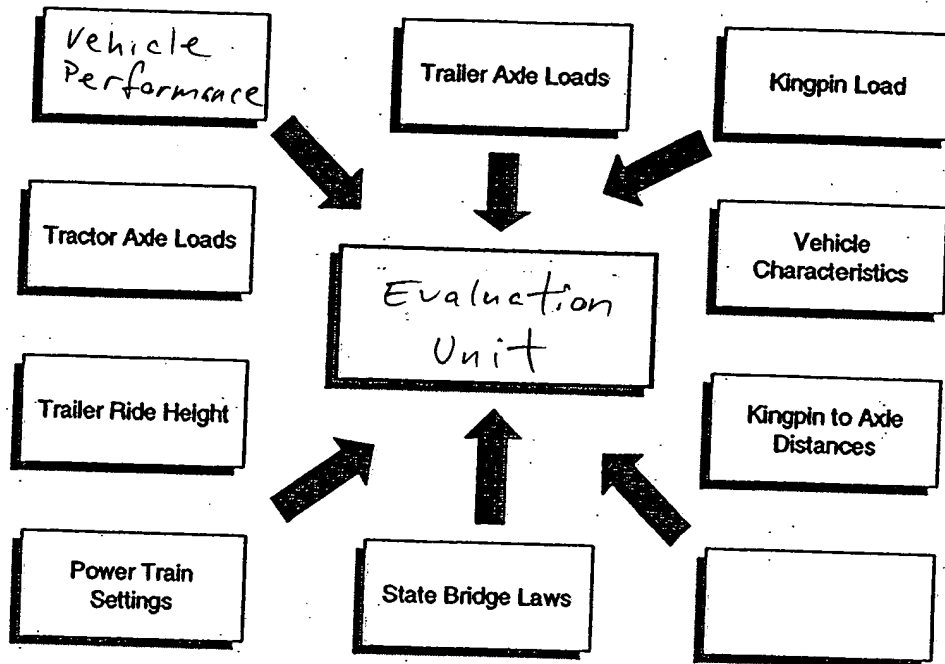 Vehicle
Performance
Trailer Axle Loads
Kingpin Load
Tractor Axle Loads
Evaluation
Unit
Vehicle
Characteristics
Trailer Ride Height
Kingpin to Axle
Distances
Power Train
Settings
State Bridge Laws